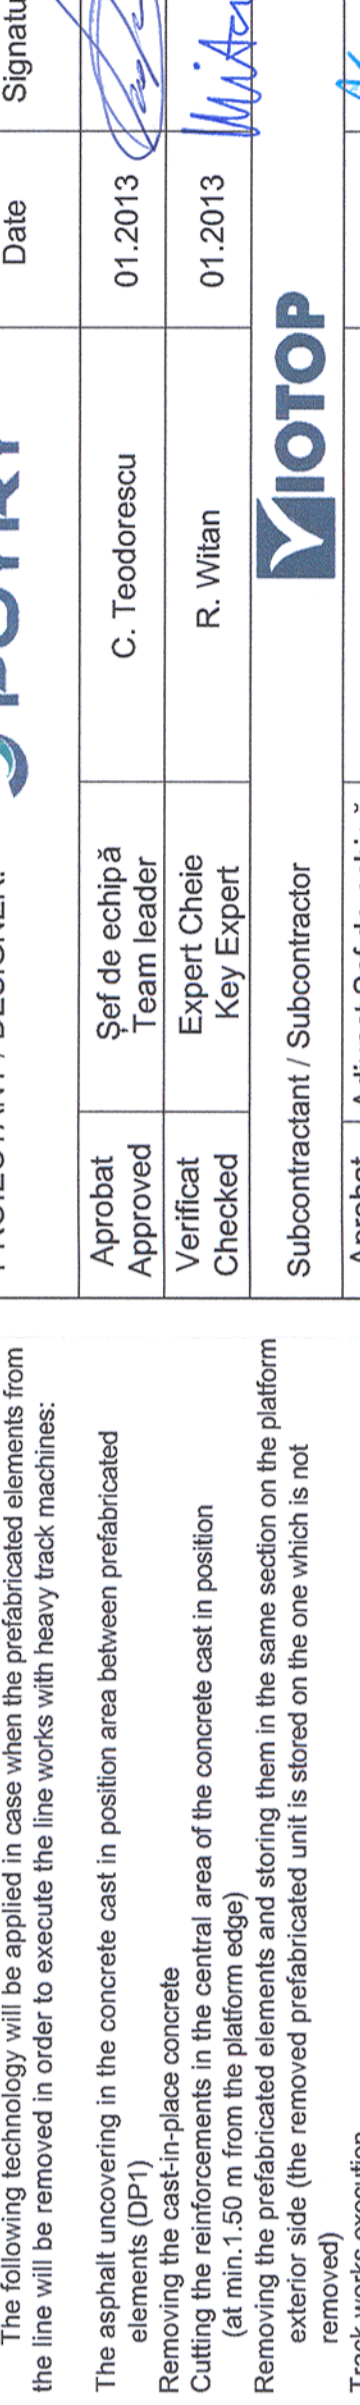 The following technology will be applied in case when the prefabricated elements from
the line will be removed in order to execute the line works with heavy track machines:
The asphalt uncovering in the concrete cast in position area between prefabricated
elements (DP1)
Removing the cast-in-place concrete
Cutting the reinforcements in the central area of the concrete cast in position
(at min.1.50 m from the platform edge)
Removing the prefabricated elements and storing them in the same section on the platform
exterior side (the removed prefabricated unit is stored on the one which is not
removed)
Track works execution
Date Signatu
Aprobat Șef de echipă C. Teodorescu 01.2013
Approved Team leader
Verificat Expert Cheie R. Witan 01.2013
Checked Key Expert
Subcontractant / Subcontractor VIOTOP
Aprobat